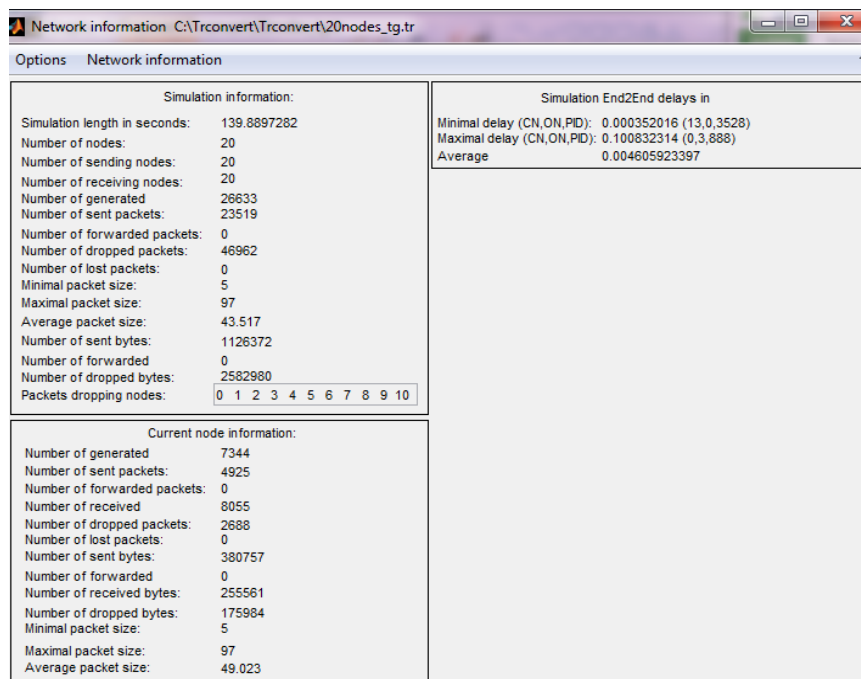 Network information C:\Trconvert\Trconvert\20nodes_tg.tr
Options Network information
Simulation information:
Simulation length in seconds: 139.8897282
Number of nodes: 20
Number of sending nodes: 20
Number of receiving nodes: 20
Number of generated 26633
Number of sent packets: 23519
Number of forwarded packets: 0
Number of dropped packets: 46962
Number of lost packets: 0
Minimal packet size: 5
Maximal packet size: 97
Average packet size: 43.517
Number of sent bytes: 1126372
Number of forwarded 0
Number of dropped bytes: 2582980
Packets dropping nodes: 0 1 2 3 4 5 6 7 8 9 10
Current node information:
Number of generated 7344
Number of sent packets: 4925
Number of forwarded packets: 0
Number of received 8055
Number of dropped packets: 2688
Number of lost packets: 0
Number of sent bytes: 380757
Number of forwarded 0
Number of received bytes: 255561
Number of dropped bytes: 175984
Minimal packet size: 5
Maximal packet size: 97
Average packet size: 49.023
Simulation End2End delays in
Minimal delay (CN,ON,PID): 0.000352016 (13,0,3528)
Maximal delay (CN,ON,PID): 0.100832314 (0,3,888)
Average 0.004605923397